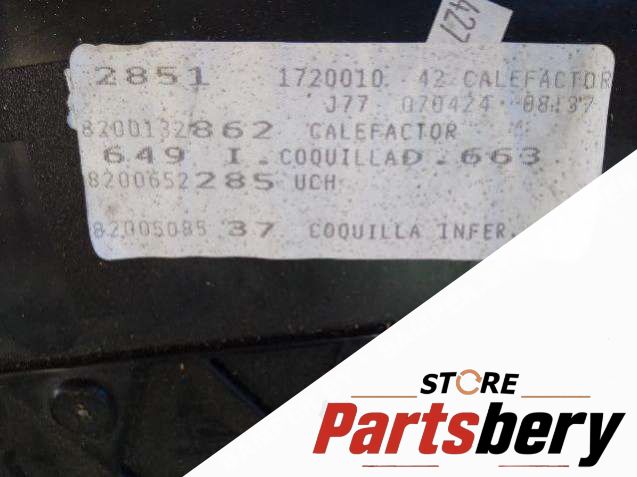 427
2851 1720010 42 CALEFACTOR
J77 070424 08:37
8200132862 CALEFACTOR
649 I.COQUILLAD.663
8200652285 UCH
8200508537 COQUILLA INFER.
STORE
Partsbery